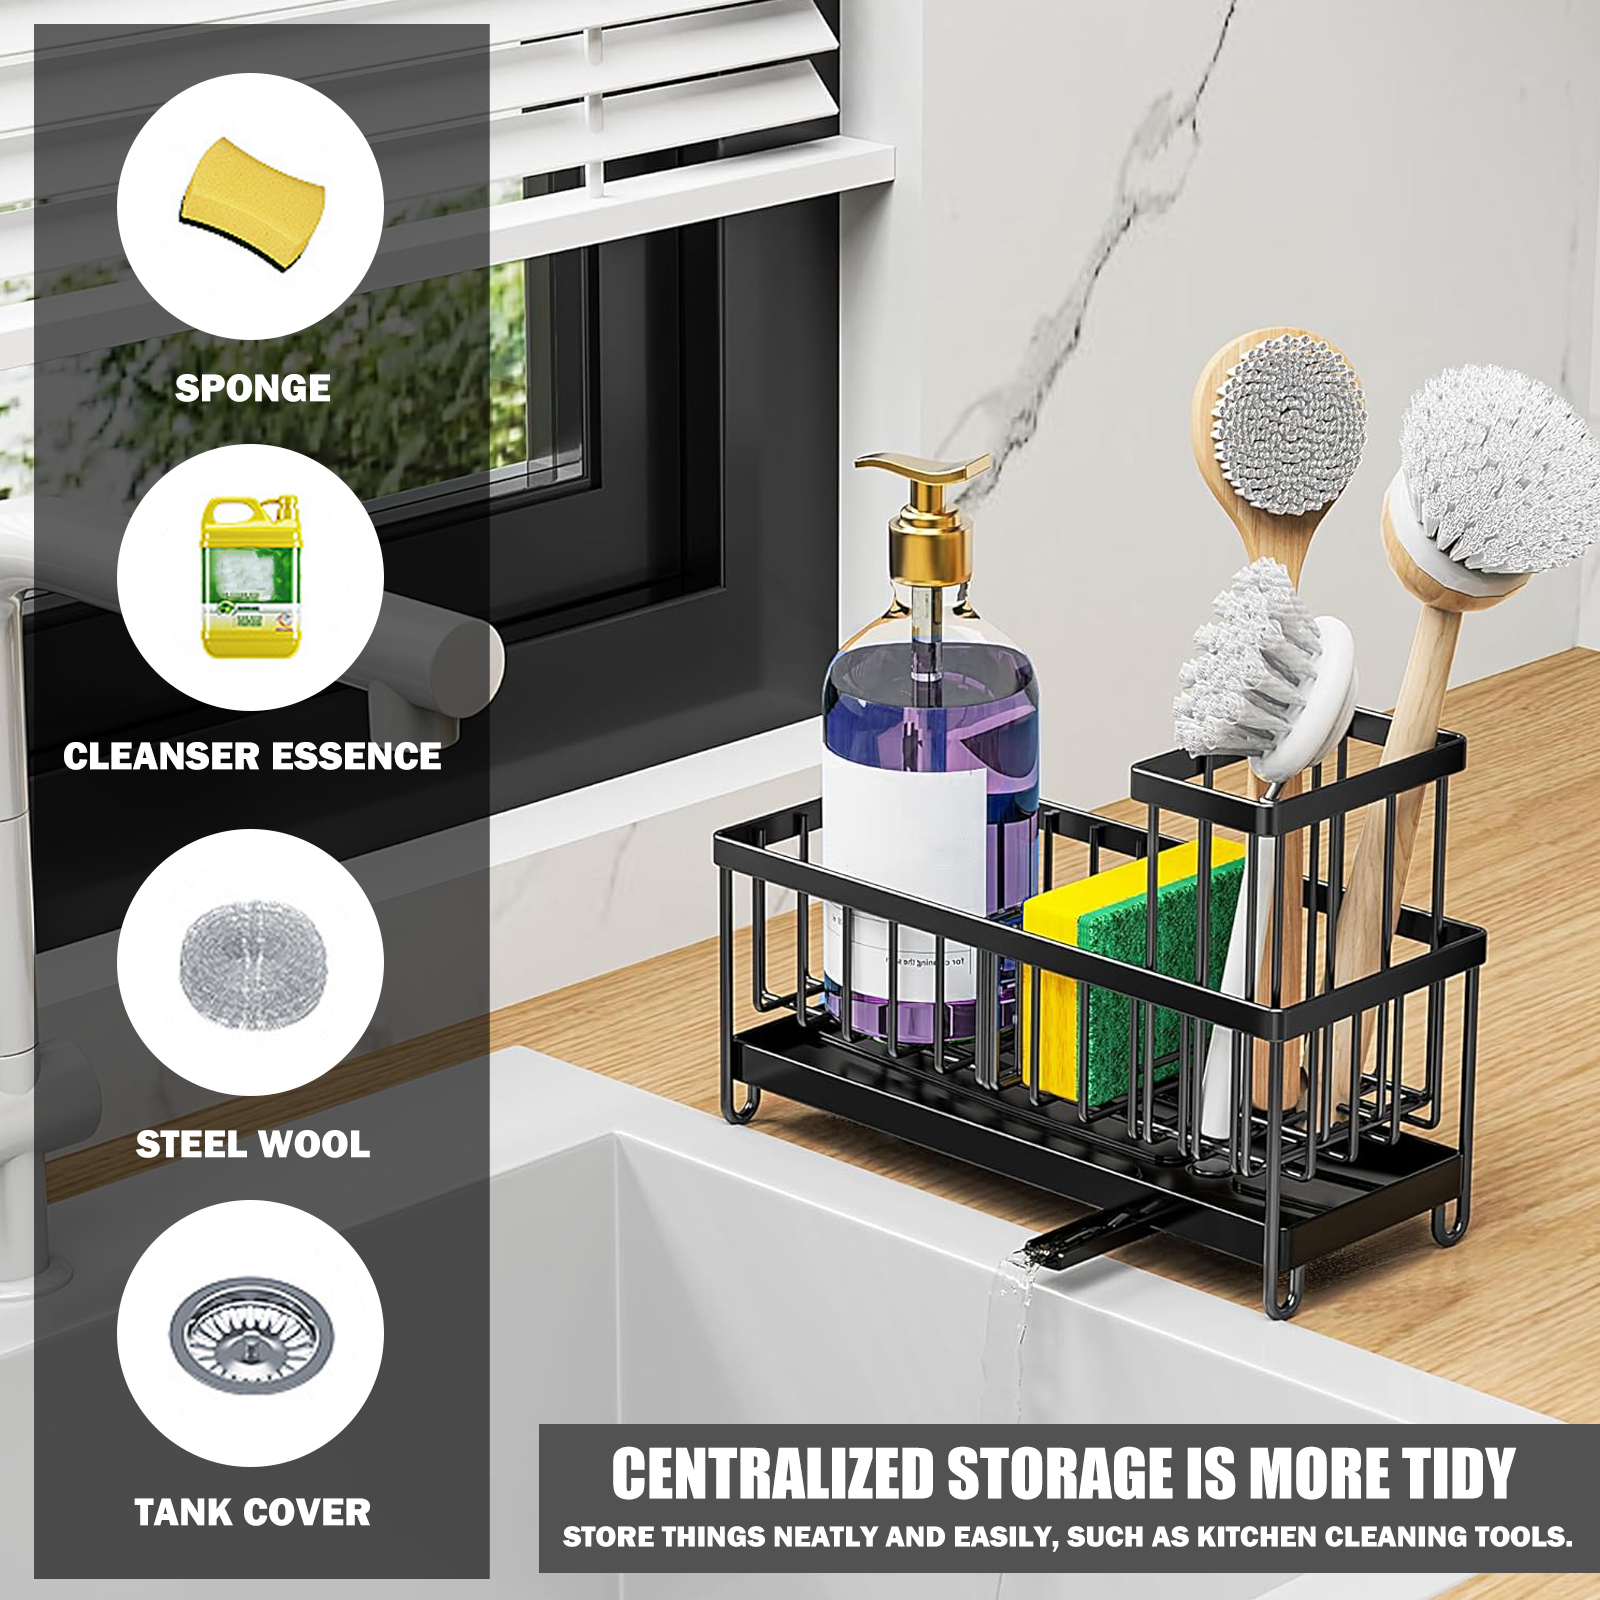 SPONGE
CLEANSER ESSENCE
STEEL WOOL
TANK COVER
CENTRALIZED STORAGE IS MORE TIDY
STORE THINGS NEATLY AND EASILY, SUCH AS KITCHEN CLEANING TOOLS.